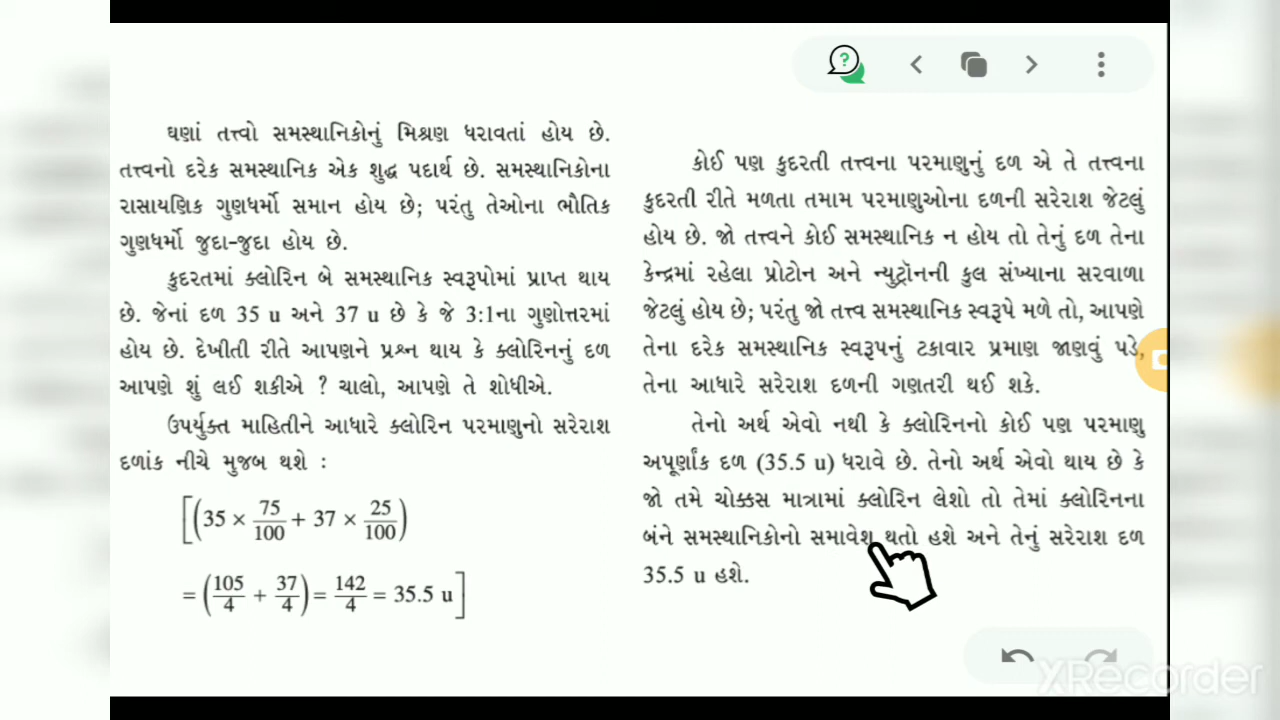 ઘણાં તત્ત્વો સમસ્થાનિકોનું મિશ્રણ ધરાવતાં હોય છે.
તત્ત્વનો દરેક સમસ્થાનિક એક શુદ્ધ પદાર્થ છે. સમસ્થાનિકોના
રાસાયણિક ગુણધર્મો સમાન હોય છે; પરંતુ તેઓના ભૌતિક
ગુણધર્મો જુદા-જુદા હોય છે.
કુદરતમાં ક્લોરિન બે સમસ્થાનિક સ્વરૂપોમાં પ્રાપ્ત થાય
છે. જેનાં દળ 35 u અને 37 u છે કે જે 3:1ના ગુણોત્તરમાં
હોય છે. દેખીતી રીતે આપણને પ્રશ્ન થાય કે ક્લોરિનનું દળ
આપણે શું લઈ શકીએ ? ચાલો, આપણે તે શોધીએ.
ઉપર્યુક્ત માહિતીને આધારે ક્લોરિન પરમાણુનો સરેરાશ
દળાંક નીચે મુજબ થશે :
[(35 × 75/100 + 37 × 25/100)
= (105/4 + 37/4) = 142/4 = 35.5 u]
કોઈ પણ કુદરતી તત્ત્વના પરમાણુનું દળ એ તે તત્ત્વના
કુદરતી રીતે મળતા તમામ પરમાણુઓના દળની સરેરાશ જેટલું
હોય છે. જો તત્ત્વને કોઈ સમસ્થાનિક ન હોય તો તેનું દળ તેના
કેન્દ્રમાં રહેલા પ્રોટોન અને ન્યુટ્રૉનની કુલ સંખ્યાના સરવાળા
જેટલું હોય છે; પરંતુ જો તત્ત્વ સમસ્થાનિક સ્વરૂપે મળે તો, આપણે
તેના દરેક સમસ્થાનિક સ્વરૂપનું ટકાવાર પ્રમાણ જાણવું પડે,
તેના આધારે સરેરાશ દળની ગણતરી થઈ શકે.
તેનો અર્થ એવો નથી કે ક્લોરિનનો કોઈ પણ પરમાણુ
અપૂર્ણાંક દળ (35.5 u) ધરાવે છે. તેનો અર્થ એવો થાય છે કે
જો તમે ચોક્કસ માત્રામાં ક્લોરિન લેશો તો તેમાં ક્લોરિનના
બંને સમસ્થાનિકોનો સમાવેશ થતો હશે અને તેનું સરેરાશ દળ
35.5 u હશે.
XRecorder